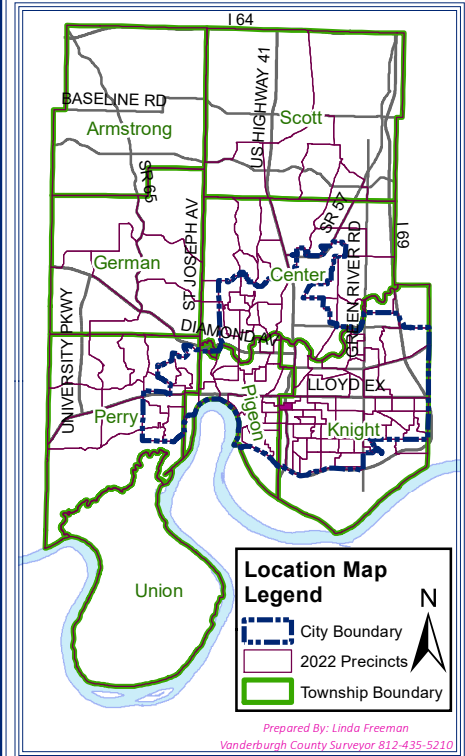 I 64
US HIGHWAY 41
BASELINE RD
Scott
Armstrong
SR 65
ST JOSEPH AV
SR 57
I 69
GREEN RIVER RD
German
Center
UNIVERSITY PKWY
DIAMOND AV
LLOYD EX
Pigeon
Perry
Knight
Union
Location Map
Legend
N
City Boundary
2022 Precincts
Township Boundary
Prepared By: Linda Freeman
Vanderburgh County Surveyor 812-435-5210